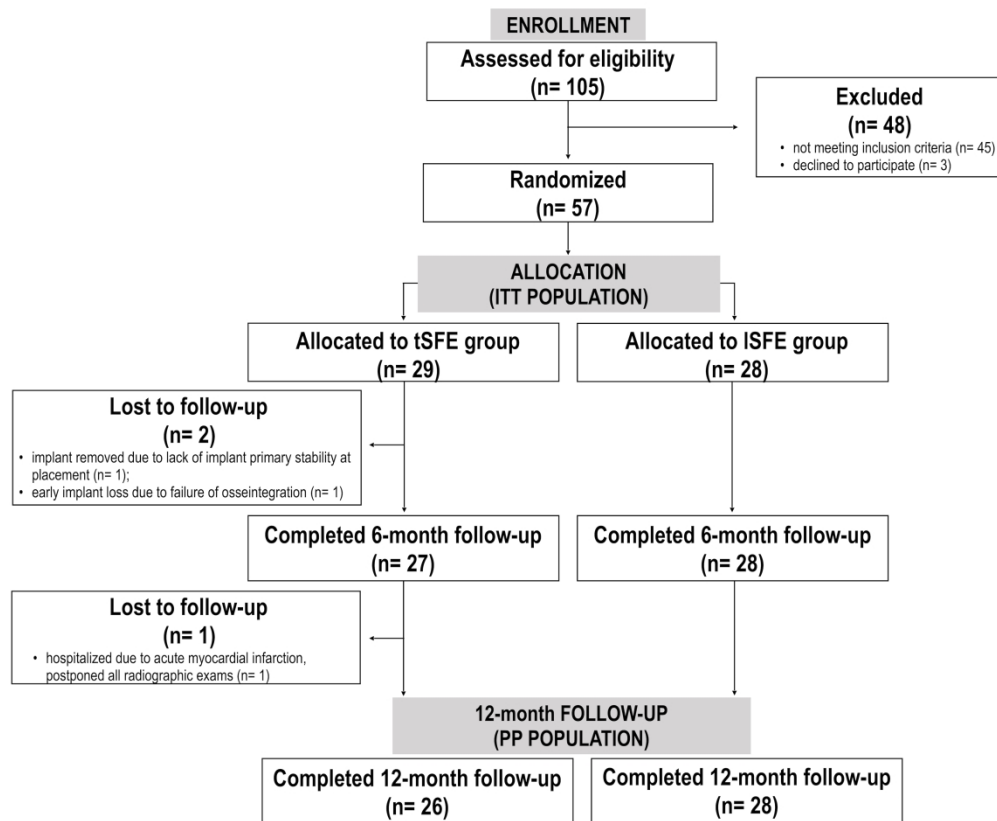 ENROLLMENT
Assessed for eligibility
(n= 105)
Excluded
(n= 48)
• not meeting inclusion criteria (n= 45)
• declined to participate (n= 3)
Randomized
(n= 57)
ALLOCATION
(ITT POPULATION)
Allocated to tSFE group
(n= 29)
Allocated to lSFE group
(n= 28)
Lost to follow-up
(n= 2)
• implant removed due to lack of implant primary stability at
placement (n= 1);
• early implant loss due to failure of osseintegration (n= 1)
Completed 6-month follow-up
(n= 27)
Completed 6-month follow-up
(n= 28)
Lost to follow-up
(n= 1)
• hospitalized due to acute myocardial infarction,
postponed all radiographic exams (n= 1)
12-month FOLLOW-UP
(PP POPULATION)
Completed 12-month follow-up
(n= 26)
Completed 12-month follow-up
(n= 28)